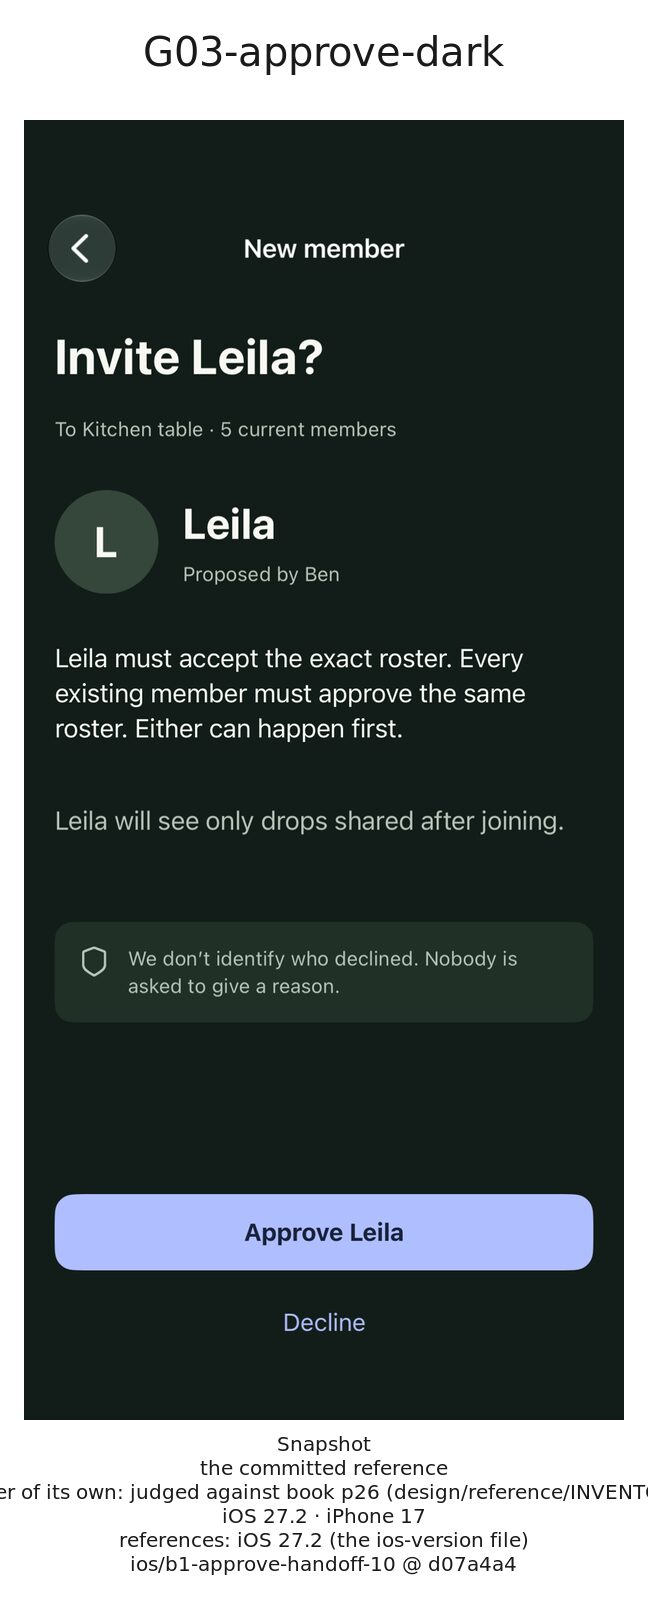 G03-approve-dark
New member
Invite Leila?
To Kitchen table · 5 current members
L
Leila
Proposed by Ben
Leila must accept the exact roster. Every
existing member must approve the same
roster. Either can happen first.
Leila will see only drops shared after joining.
We don’t identify who declined. Nobody is
asked to give a reason.
Approve Leila
Decline
Snapshot
the committed reference
of its own: judged against book p26
iOS 27.2 · iPhone 17
references: iOS 27.2 (the ios-version file)
ios/b1-approve-handoff-10 @ d07a4a4